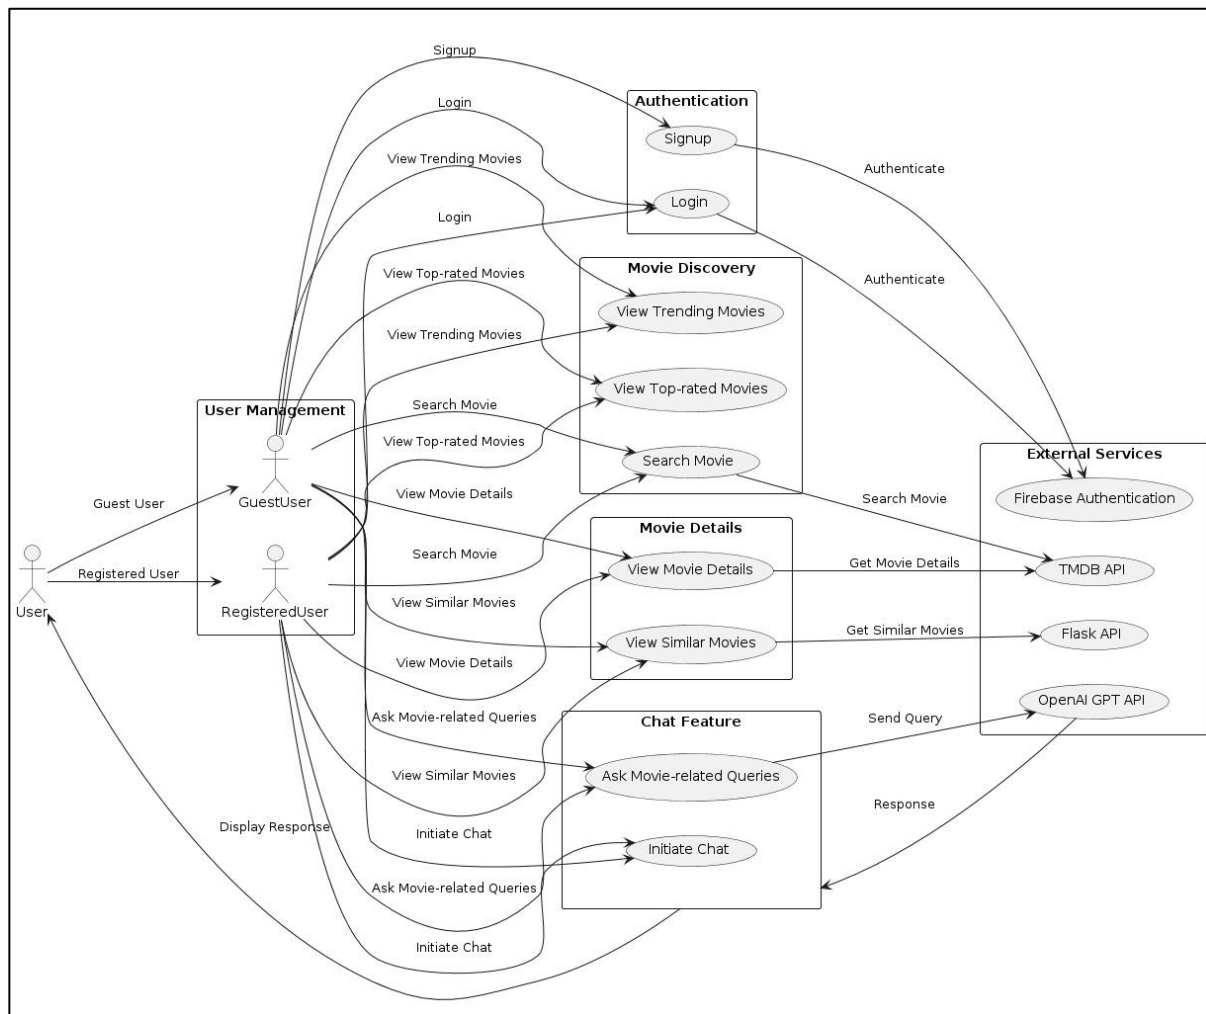 Signup
Authentication
Login
Signup
View Trending Movies
Authenticate
Login
Login
Movie Discovery
View Top-rated Movies
Authenticate
View Trending Movies
View Trending Movies
View Top-rated Movies
Search Movie
User Management
View Top-rated Movies
Search Movie
External Services
View Movie Details
Search Movie
Firebase Authentication
Guest User
GuestUser
Movie Details
Search Movie
Get Movie Details
View Movie Details
TMDB API
Registered User
User
RegisteredUser
View Similar Movies
Get Similar Movies
Flask API
View Similar Movies
View Movie Details
OpenAI GPT API
Ask Movie-related Queries
Chat Feature
Send Query
View Similar Movies
Ask Movie-related Queries
Response
Display Response
Initiate Chat
Initiate Chat
Ask Movie-related Queries
Initiate Chat